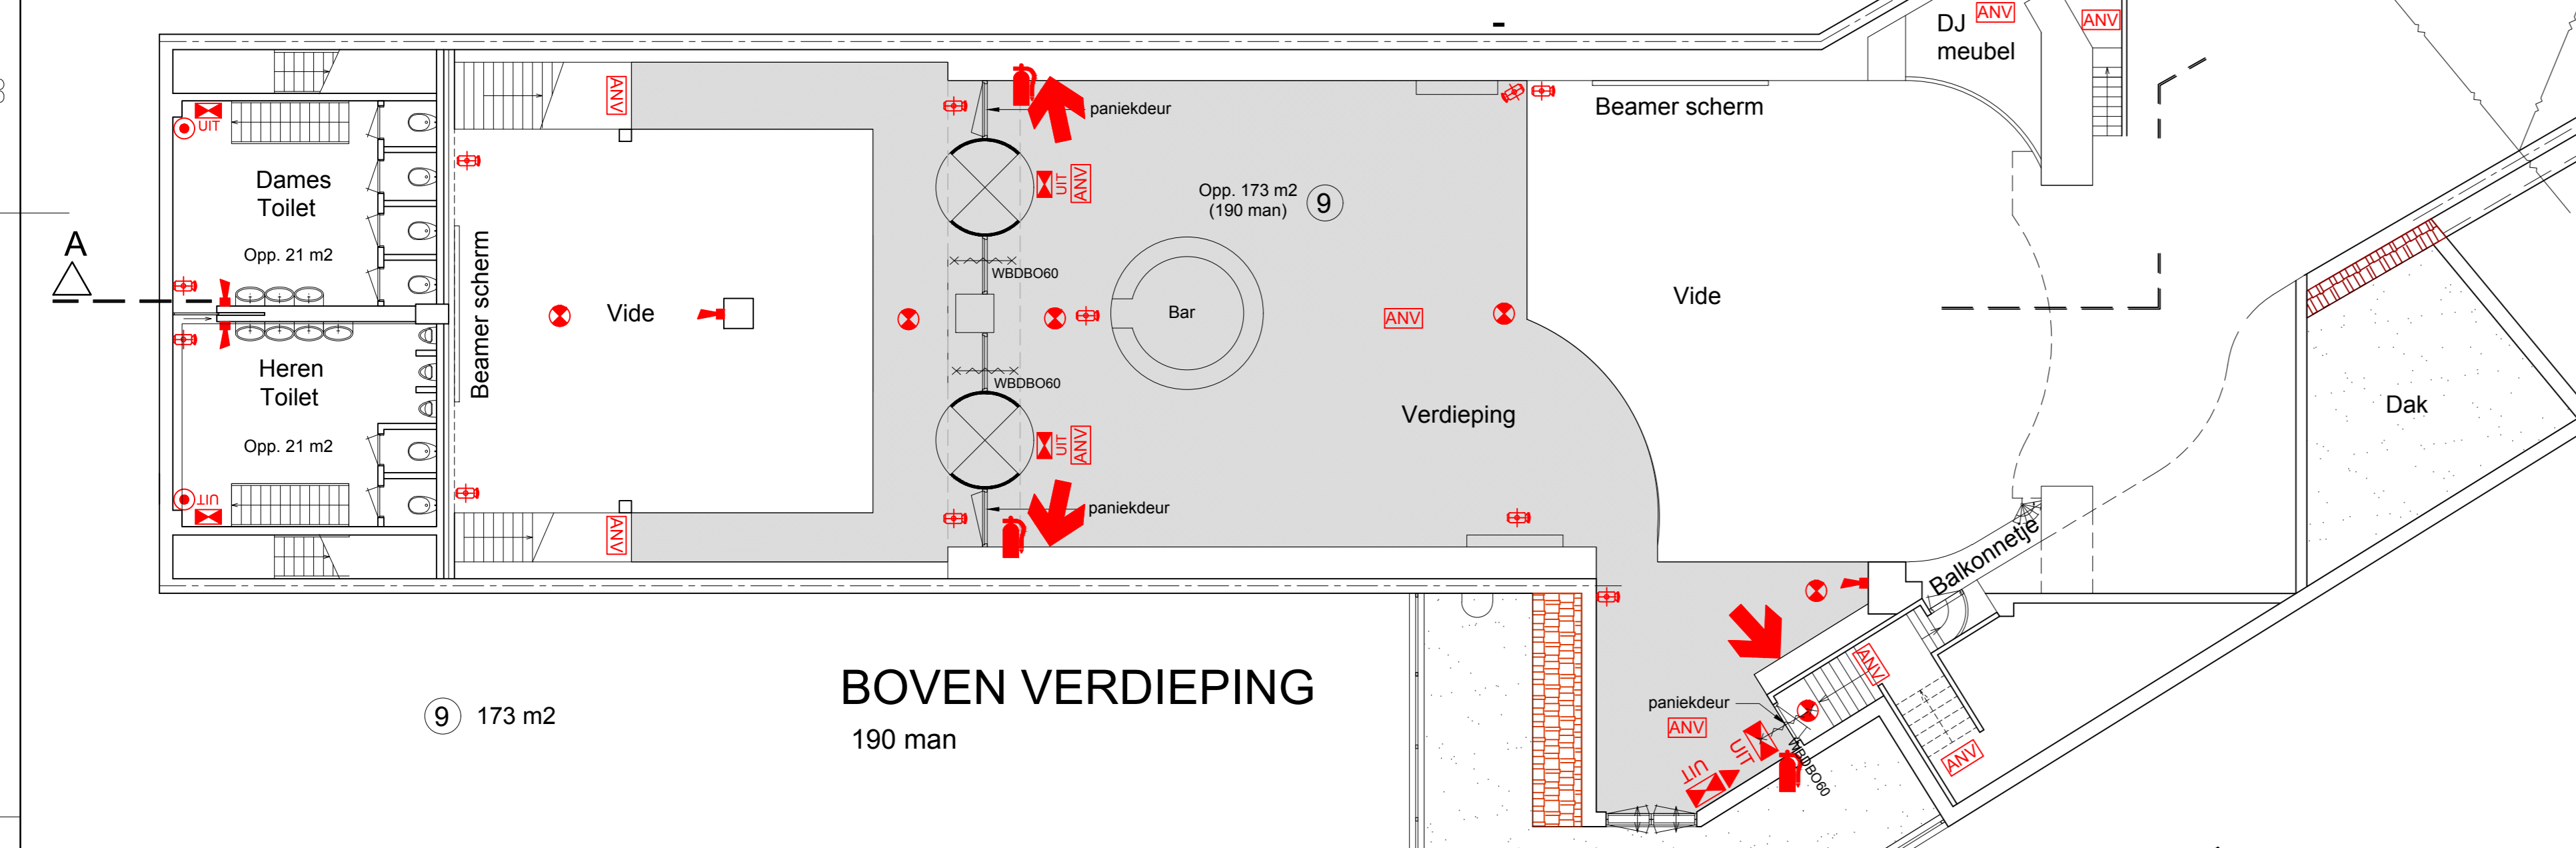 DJ
meubel
ANV
ANV
ANV
paniekdeur
Beamer scherm
UIT
Dames
Toilet
Opp. 21 m2
A
UIT
ANV
Opp. 173 m2
(190 man)
9
Beamer scherm
WBDBO60
Vide
Bar
ANV
Vide
WBDBO60
Heren
Toilet
Opp. 21 m2
Verdieping
Dak
UIT
ANV
UIT
ANV
paniekdeur
Balkonnetje
BOVEN VERDIEPING
190 man
9 173 m2
paniekdeur
ANV
ANV
UIT
UIT
WBDBO60
ANV